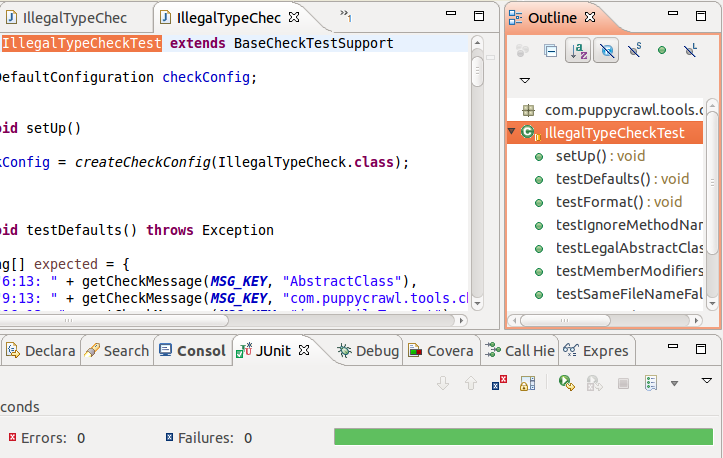 IllegalTypeChec
IllegalTypeChec
1
Outline
IllegalTypeCheckTest extends BaseCheckTestSupport
DefaultConfiguration checkConfig;
oid setUp()
ckConfig = createCheckConfig(IllegalTypeCheck.class);
oid testDefaults() throws Exception
ng[] expected = {
"6:13: " + getCheckMessage(MSG_KEY, "AbstractClass"),
"9:13: " + getCheckMessage(MSG_KEY, "com.puppycrawl.tools.c
com.puppycrawl.tools.c
IllegalTypeCheckTest
setUp() : void
testDefaults() : void
testFormat() : void
testIgnoreMethodNar
testLegalAbstractClas
testMemberModifiers
testSameFileNameFal
Declara
Search
Consol
JUnit
Debug
Covera
Call Hie
Expres
conds
Errors: 0
Failures: 0